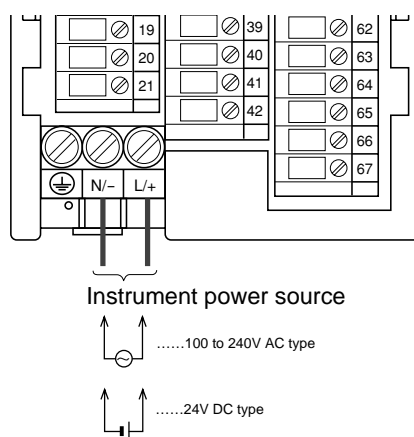 19 39 62
20 40 63
21 41 64
42 65
66
67
N/− L/+
Instrument power source
......100 to 240V AC type
......24V DC type